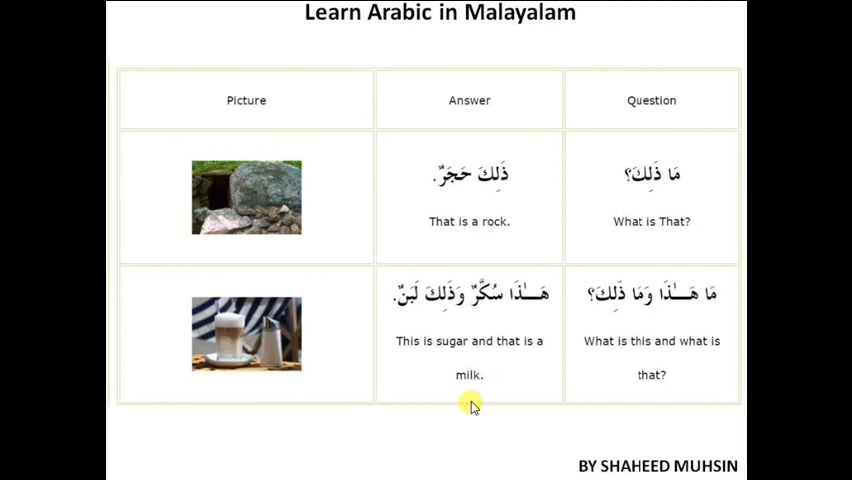 Learn Arabic in Malayalam
Picture
Answer
Question
ذَلِكَ حَجَرٌ.
That is a rock.
مَا ذَلِكَ؟
What is That?
هَـٰذَا سُكَّرٌ وَذَلِكَ لَبَنٌ.
This is sugar and that is a
milk.
مَا هَـٰذَا وَمَا ذَلِكَ؟
What is this and what is
that?
BY SHAHEED MUHSIN